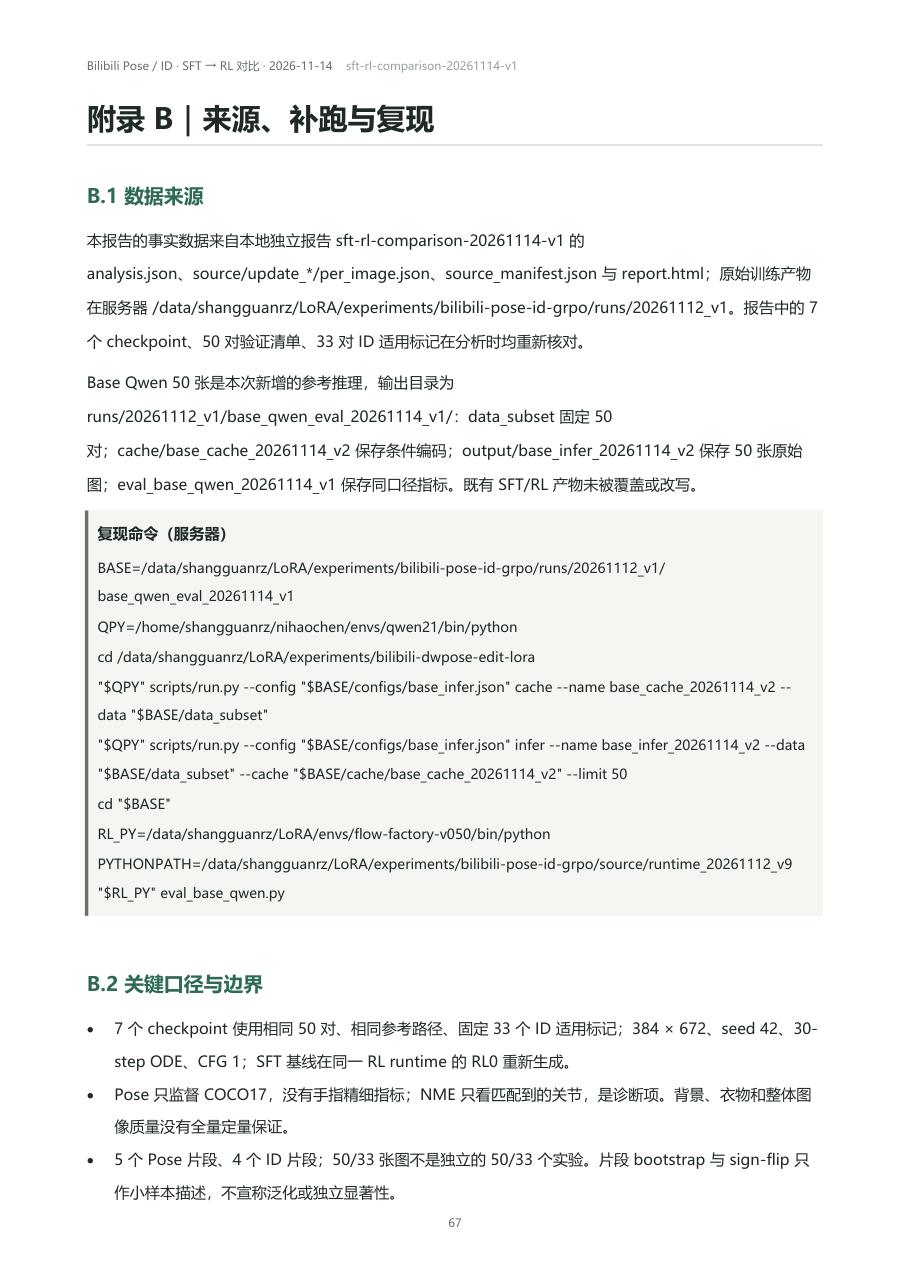 Bilibili Pose / ID · SFT → RL 对比 · 2026-11-14 sft-rl-comparison-20261114-v1
附录 B｜来源、补跑与复现
B.1 数据来源
本报告的事实数据来自本地独立报告 sft-rl-comparison-20261114-v1 的
analysis.json、source/update_*/per_image.json、source_manifest.json 与 report.html；原始训练产物
在服务器 /data/shangguanrz/LoRA/experiments/bilibili-pose-id-grpo/runs/20261112_v1。报告中的 7
个 checkpoint、50 对验证清单、33 对 ID 适用标记在分析时均重新核对。
Base Qwen 50 张是本次新增的参考推理，输出目录为
runs/20261112_v1/base_qwen_eval_20261114_v1/：data_subset 固定 50
对；cache/base_cache_20261114_v2 保存条件编码；output/base_infer_20261114_v2 保存 50 张原始
图；eval_base_qwen_20261114_v1 保存同口径指标。既有 SFT/RL 产物未被覆盖或改写。
复现命令（服务器）
BASE=/data/shangguanrz/LoRA/experiments/bilibili-pose-id-grpo/runs/20261112_v1/
base_qwen_eval_20261114_v1
QPY=/home/shangguanrz/nihaochen/envs/qwen21/bin/python
cd /data/shangguanrz/LoRA/experiments/bilibili-dwpose-edit-lora
"$QPY" scripts/run.py --config "$BASE/configs/base_infer.json" cache --name base_cache_20261114_v2 --
data "$BASE/data_subset"
"$QPY" scripts/run.py --config "$BASE/configs/base_infer.json" infer --name base_infer_20261114_v2 --data
"$BASE/data_subset" --cache "$BASE/cache/base_cache_20261114_v2" --limit 50
cd "$BASE"
RL_PY=/data/shangguanrz/LoRA/envs/flow-factory-v050/bin/python
PYTHONPATH=/data/shangguanrz/LoRA/experiments/bilibili-pose-id-grpo/source/runtime_20261112_v9
"$RL_PY" eval_base_qwen.py
B.2 关键口径与边界
• 7 个 checkpoint 使用相同 50 对、相同参考路径、固定 33 个 ID 适用标记；384 × 672、seed 42、30-
step ODE、CFG 1；SFT 基线在同一 RL runtime 的 RL0 重新生成。
• Pose 只监督 COCO17，没有手指精细指标；NME 只看匹配到的关节，是诊断项。背景、衣物和整体图
像质量没有全量定量保证。
• 5 个 Pose 片段、4 个 ID 片段；50/33 张图不是独立的 50/33 个实验。片段 bootstrap 与 sign-flip 只
作小样本描述，不宣称泛化或独立显著性。
67